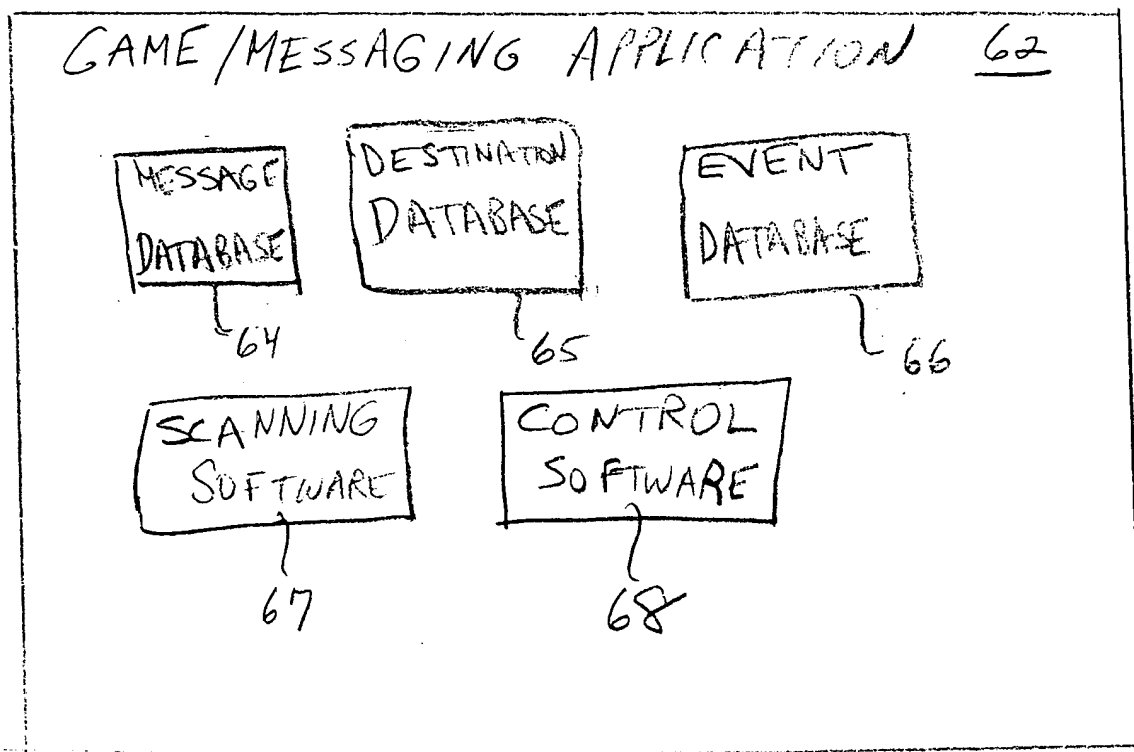 GAME/MESSAGING APPLICATION 62
MESSAGE
DATABASE
64
DESTINATION
DATABASE
65
EVENT
DATABASE
66
SCANNING
SOFTWARE
67
CONTROL
SOFTWARE
68